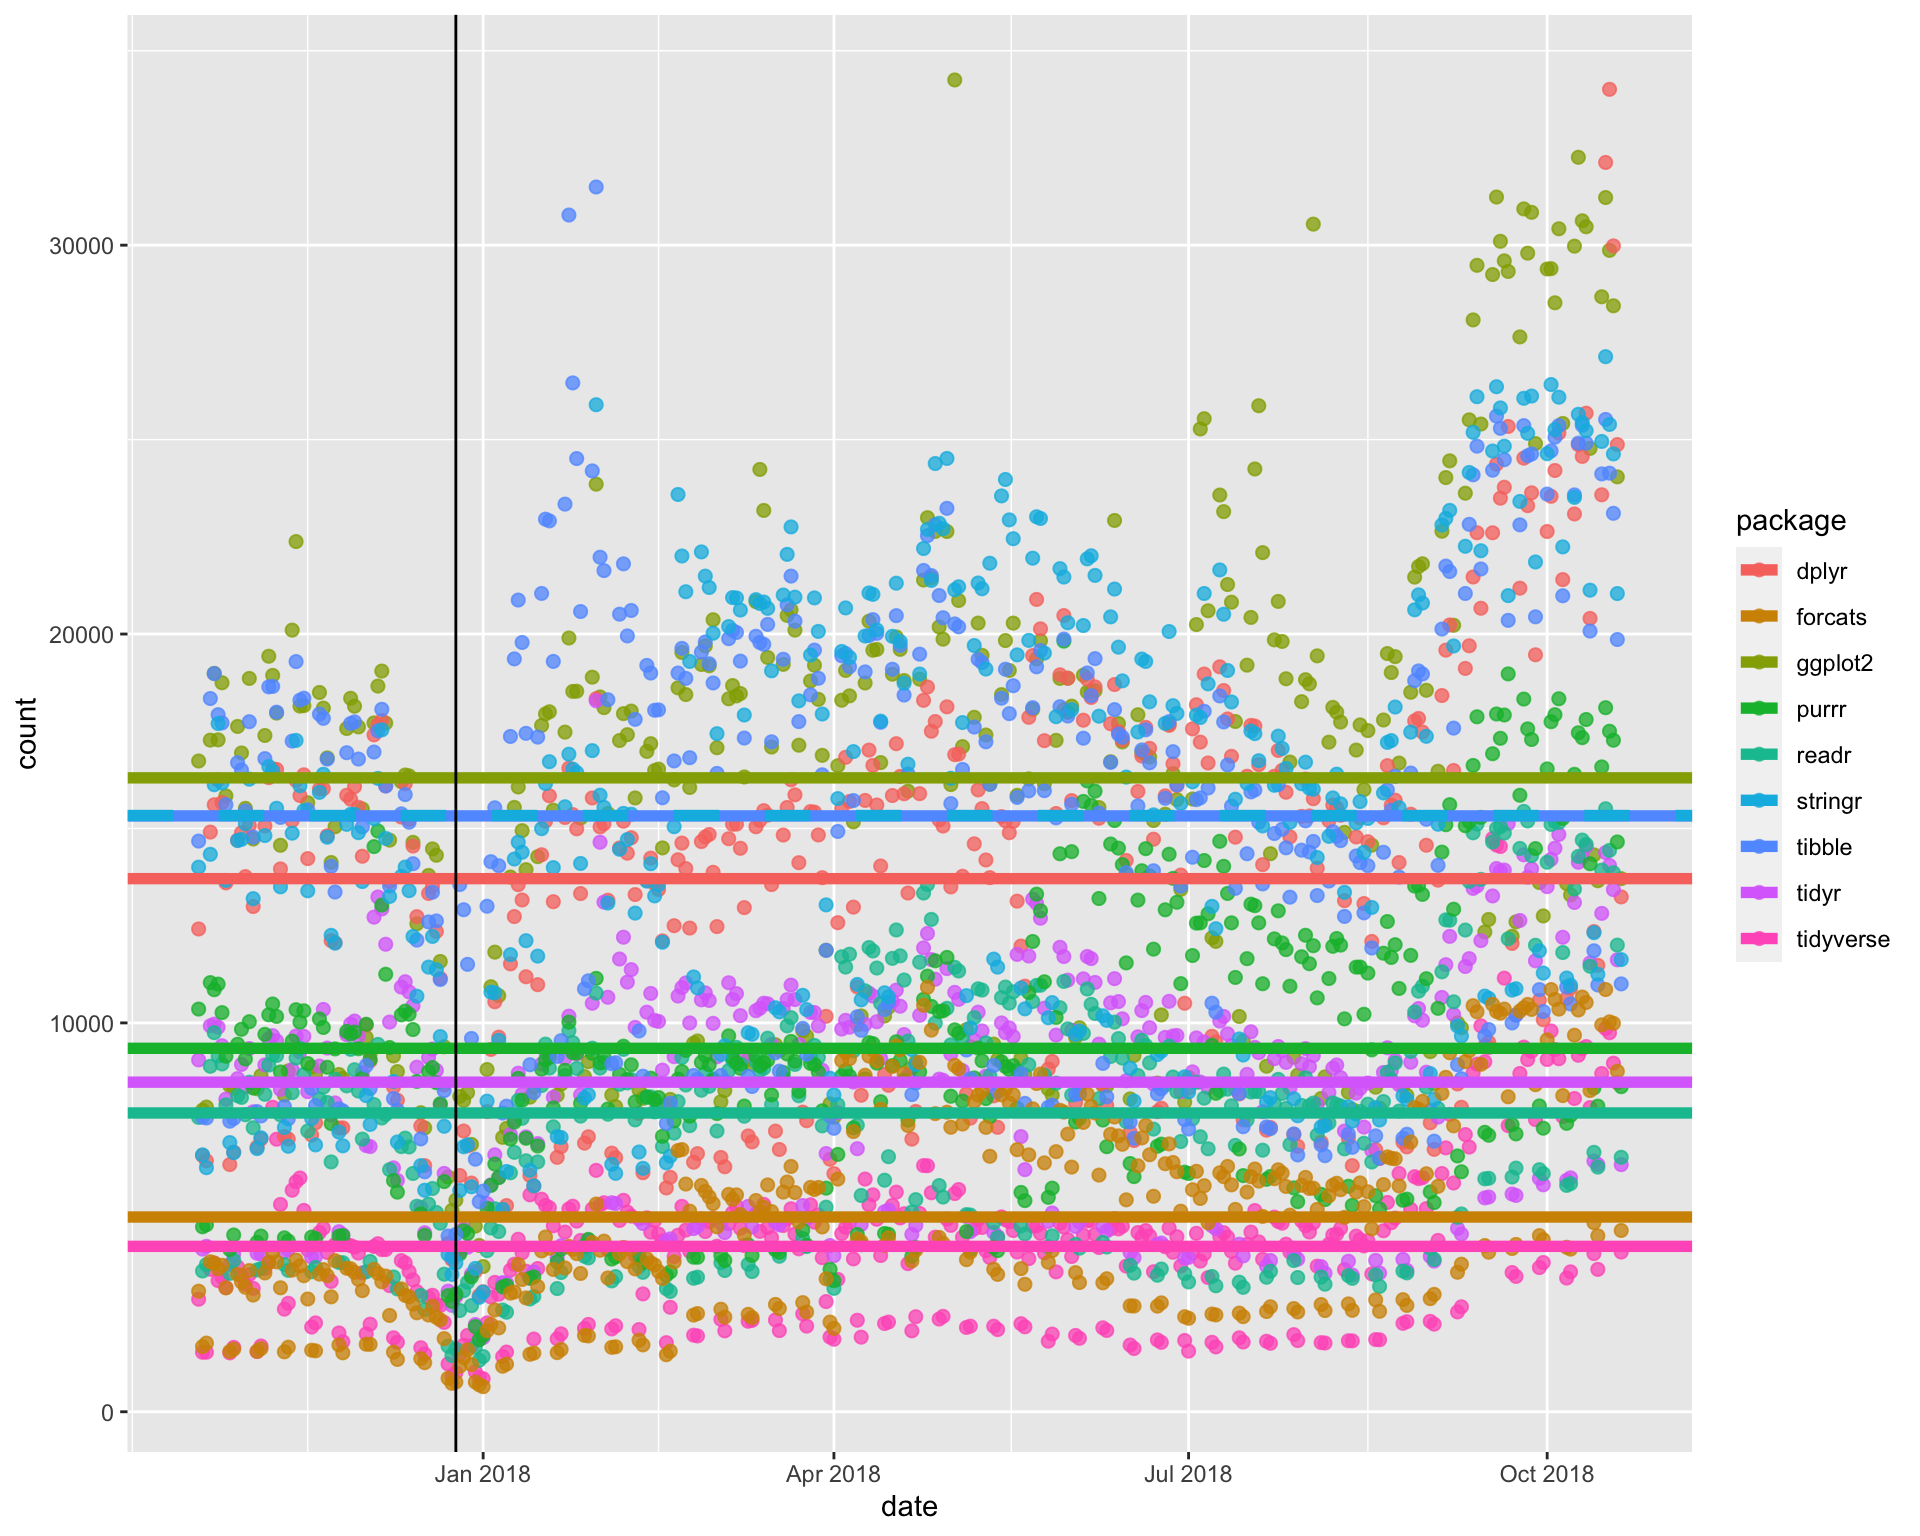 count
30000
20000
10000
0
Jan 2018
Apr 2018
Jul 2018
Oct 2018
date
package
dplyr
forcats
ggplot2
purrr
readr
stringr
tibble
tidyr
tidyverse